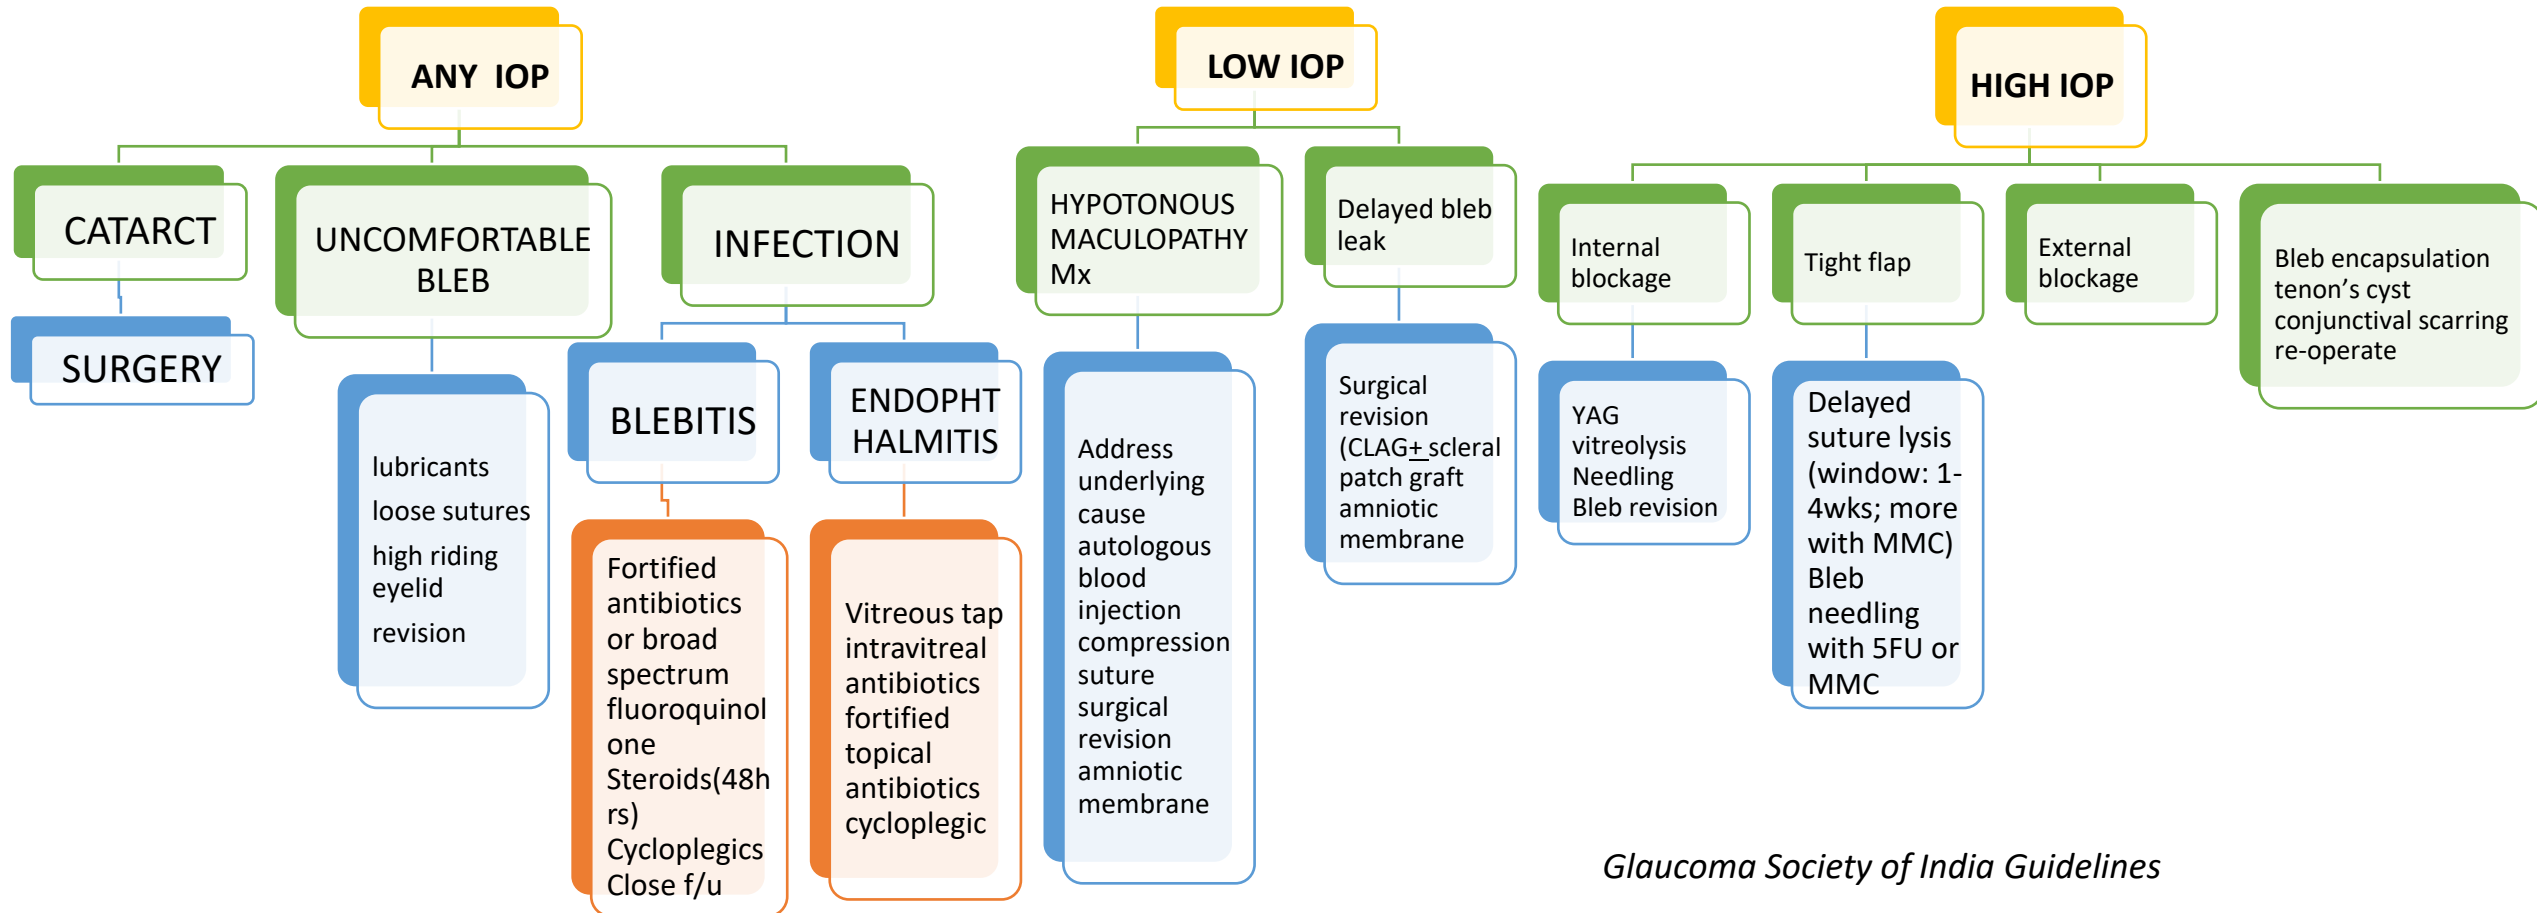 ANY  IOP
CATARCT
SURGERY
UNCOMFORTABLE
BLEB
lubricants
loose sutures
high riding
eyelid
revision
INFECTION
BLEBITIS
Fortified
antibiotics
or broad
spectrum
fluoroquinol
one
Steroids(48h
rs)
Cycloplegics
Close f/u
ENDOPHT
HALMITIS
Vitreous tap
intravitreal
antibiotics
fortified
topical
antibiotics
cycloplegic
LOW IOP
HYPOTONOUS
MACULOPATHY
Mx
Address
underlying
cause
autologous
blood
injection
compression
suture
surgical
revision
amniotic
membrane
Delayed bleb
leak
Surgical
revision
(CLAG+ scleral
patch graft
amniotic
membrane
HIGH IOP
Internal
blockage
YAG
vitreolysis
Needling
Bleb revision
Tight flap
Delayed
suture lysis
(window: 1-
4wks; more
with MMC)
Bleb
needling
with 5FU or
MMC
External
blockage
Bleb encapsulation
tenon’s cyst
conjunctival scarring
re-operate
Glaucoma Society of India Guidelines